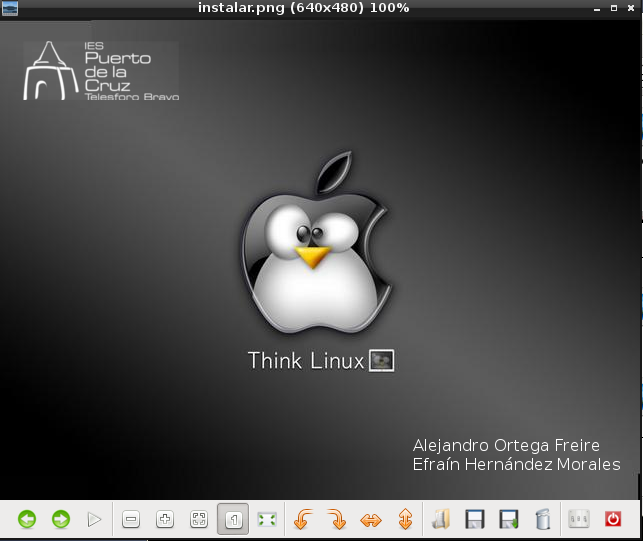 instalar.png (640x480) 100%
IES
Puerto
de la
Cruz
Telesforo Bravo
Think Linux
Alejandro Ortega Freire
Efraín Hernández Morales
1